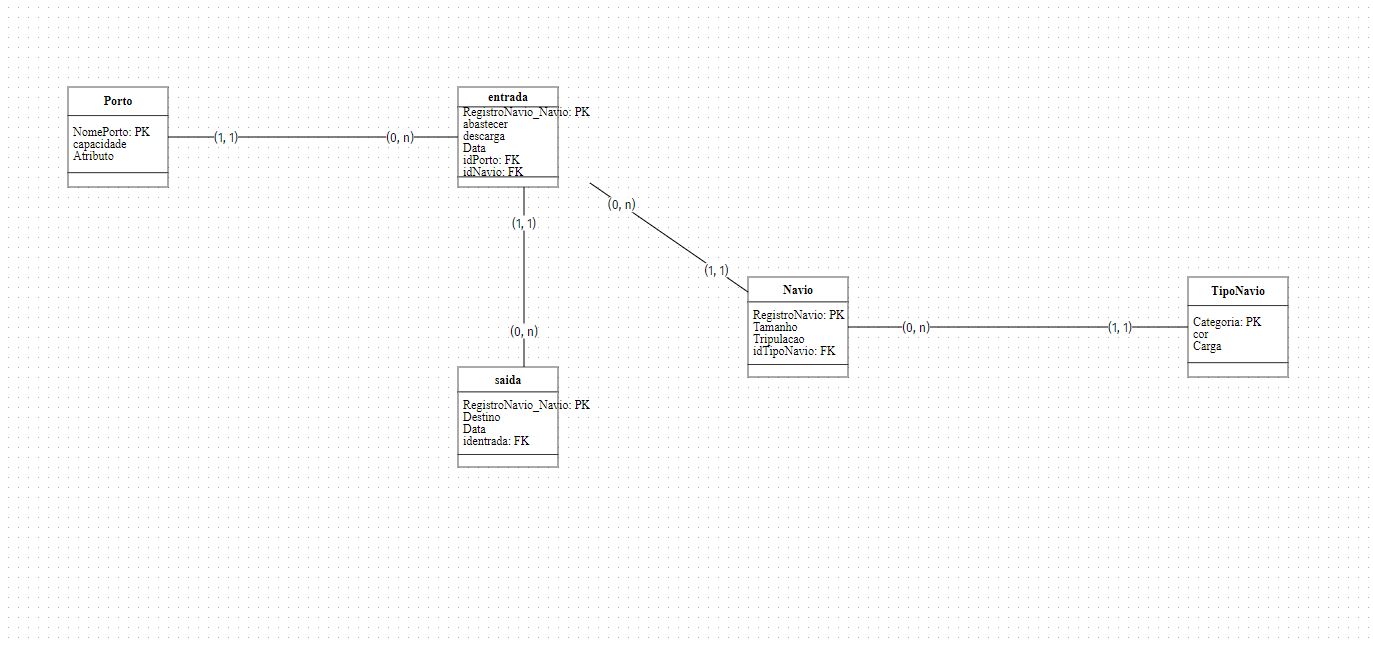 Porto
NomePorto: PK
capacidade
Atributo
(1, 1)
(0, n)
entrada
RegistroNavio_Navio: PK
abastecer
descarga
Data
idPorto: FK
idNavio: FK
(1, 1)
(0, n)
(0, n)
(1, 1)
saida
RegistroNavio_Navio: PK
Destino
Data
identrada: FK
Navio
RegistroNavio: PK
Tamanho
Tripulacao
idTipoNavio: FK
(0, n)
(1, 1)
TipoNavio
Categoria: PK
cor
Carga